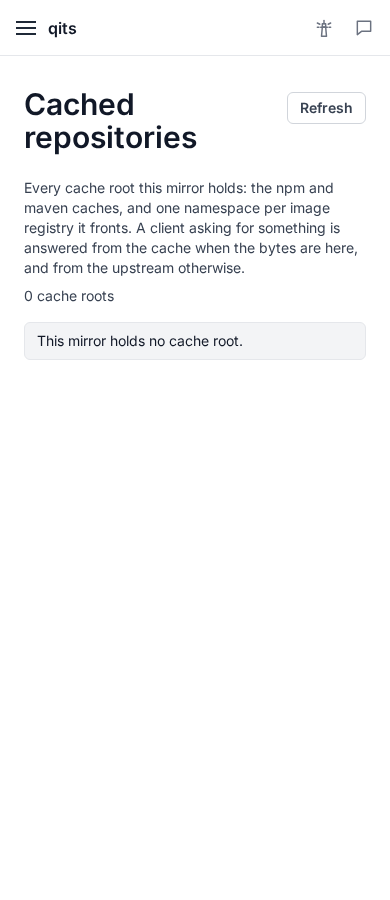 qits
Cached
repositories
Refresh
Every cache root this mirror holds: the npm and
maven caches, and one namespace per image
registry it fronts. A client asking for something is
answered from the cache when the bytes are here,
and from the upstream otherwise.
0 cache roots
This mirror holds no cache root.